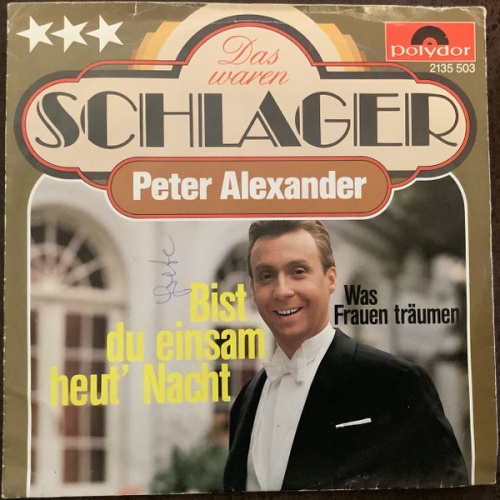 Das
waren
Polydor
2135 503
SCHLAGER
Peter Alexander
Bist
du einsam
heut' Nacht
Was
Frauen träumen